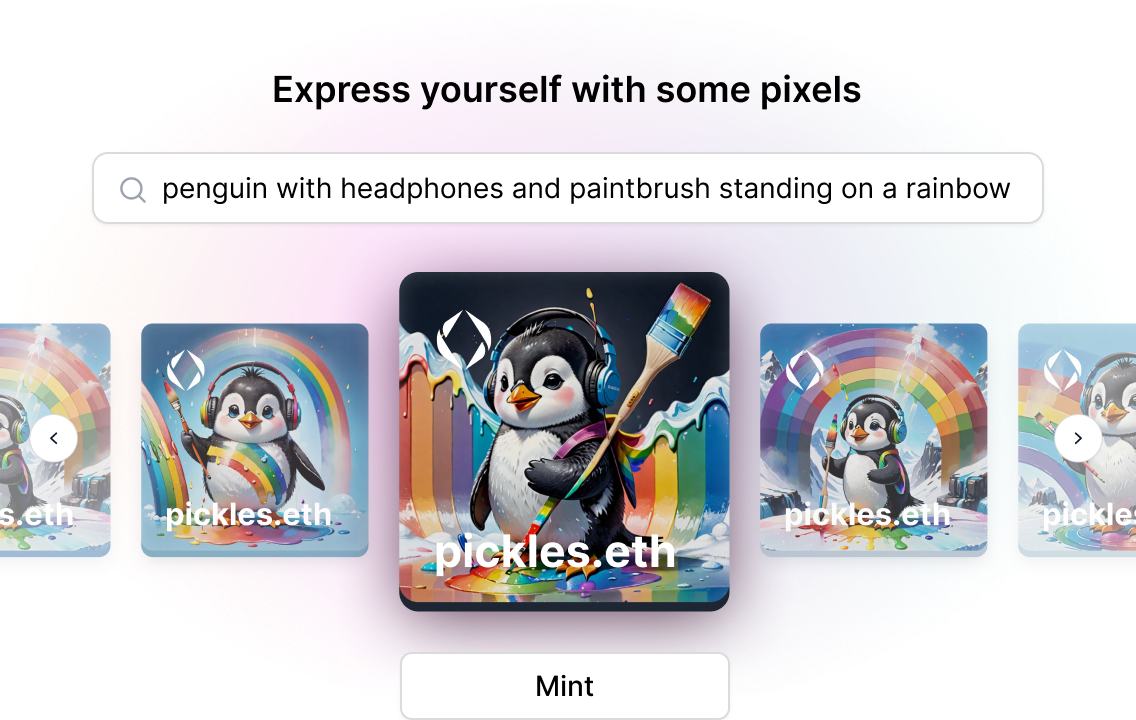 Express yourself with some pixels
penguin with headphones and paintbrush standing on a rainbow
s.eth
pickles.eth
pickles.eth
pickles.eth
pickles
Mint